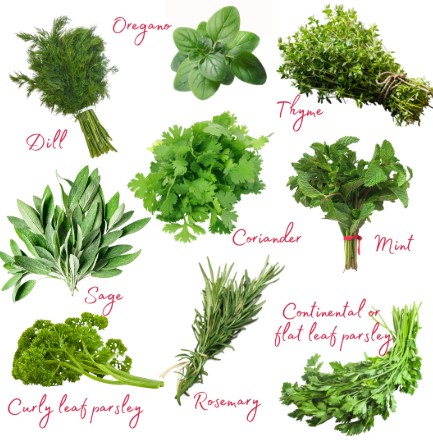 Oregano
Thyme
Dill
Coriander
Mint
Sage
Continental or
flat leaf parsley
Curly leaf parsley
Rosemary